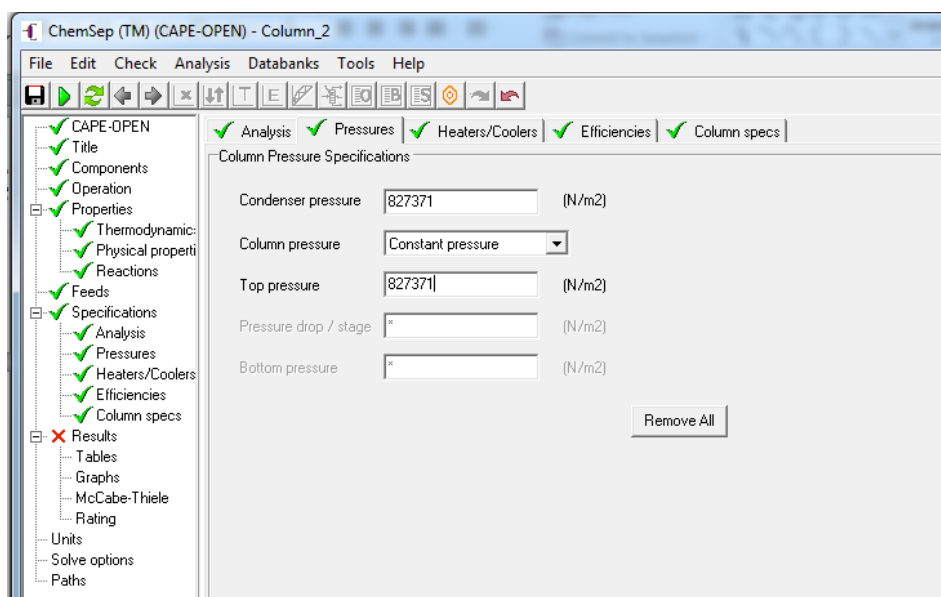 ChemSep (TM) (CAPE-OPEN) - Column_2
File Edit Check Analysis Databanks Tools Help
T E B S
CAPE-OPEN
Title
Components
Operation
Properties
Thermodynamic
Physical properti
Reactions
Feeds
Specifications
Analysis
Pressures
Heaters/Coolers
Efficiencies
Column specs
Results
Tables
Graphs
McCabe-Thiele
Rating
Units
Solve options
Paths
Analysis Pressures Heaters/Coolers Efficiencies Column specs
Column Pressure Specifications
Condenser pressure 827371 (N/m2)
Column pressure Constant pressure
Top pressure 827371 (N/m2)
Pressure drop / stage * (N/m2)
Bottom pressure * (N/m2)
Remove All